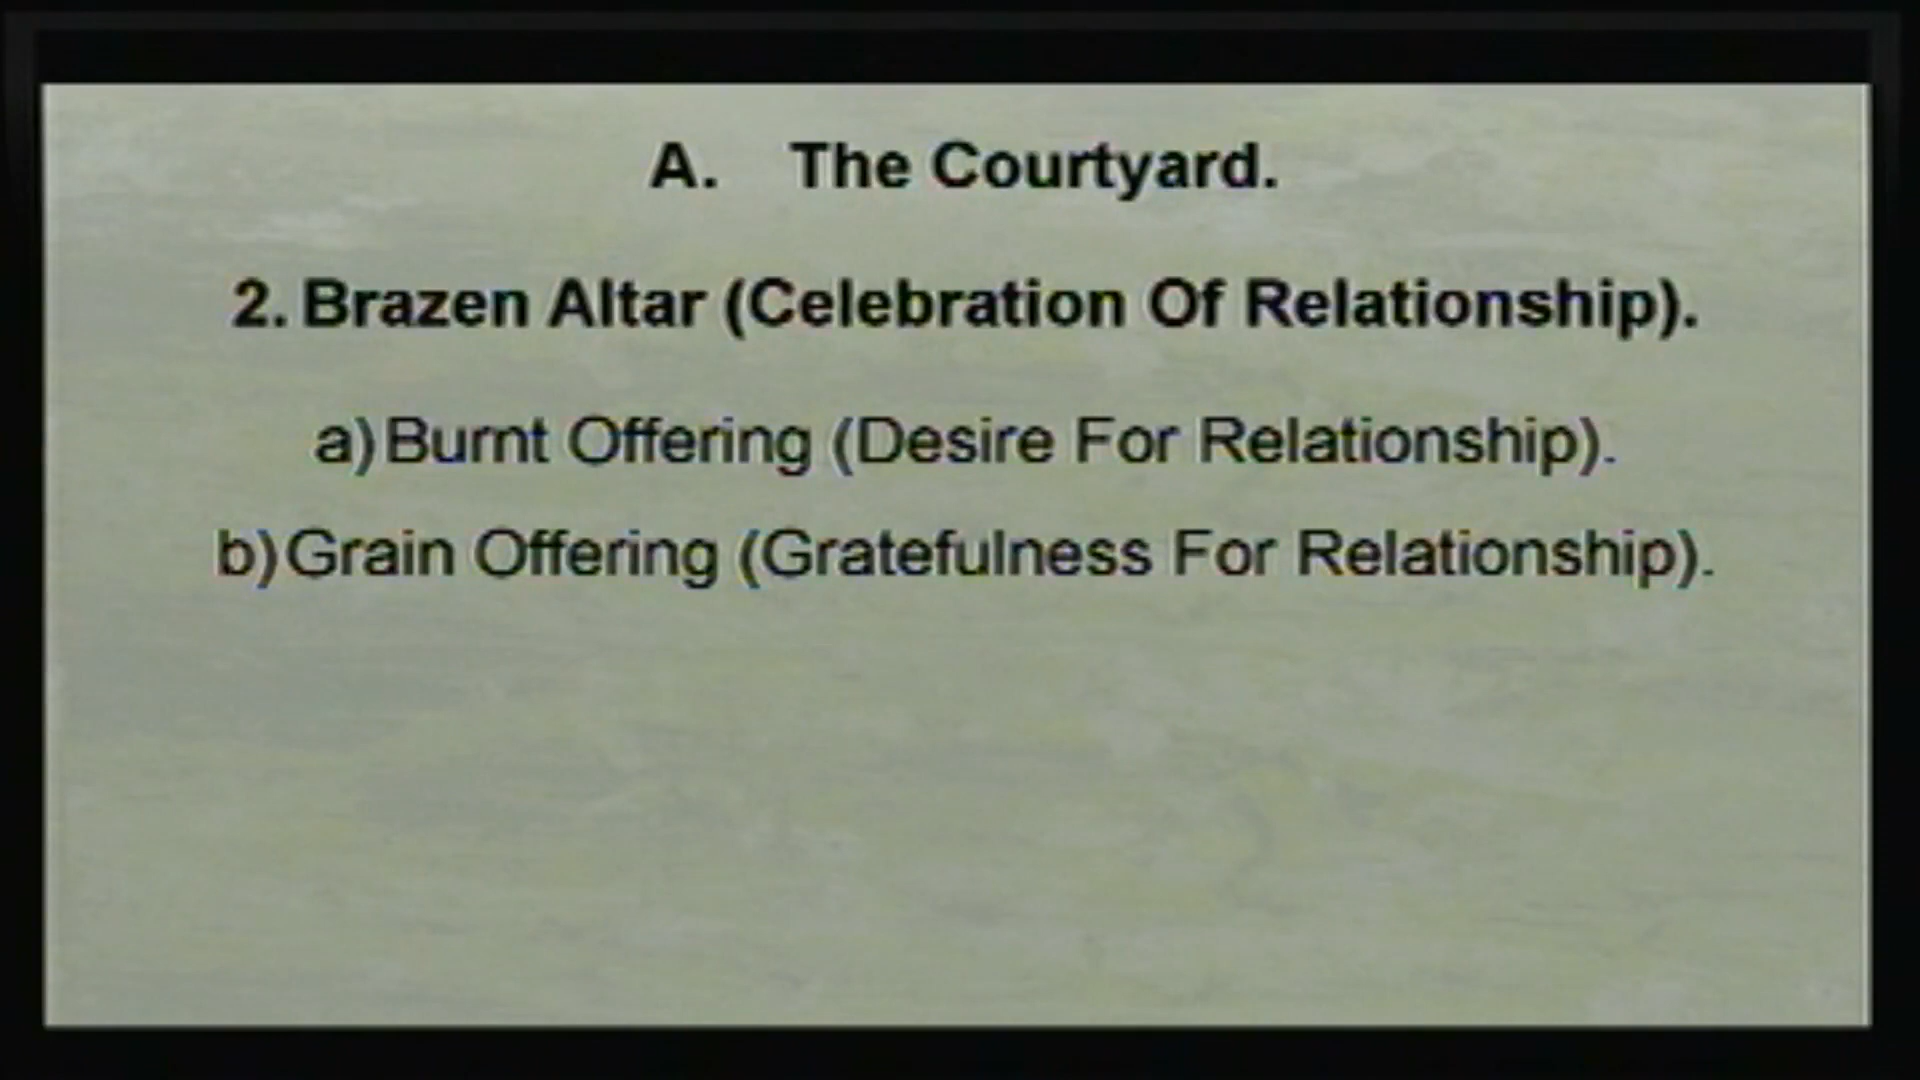 A. The Courtyard.
2. Brazen Altar (Celebration Of Relationship).
a) Burnt Offering (Desire For Relationship).
b) Grain Offering (Gratefulness For Relationship).